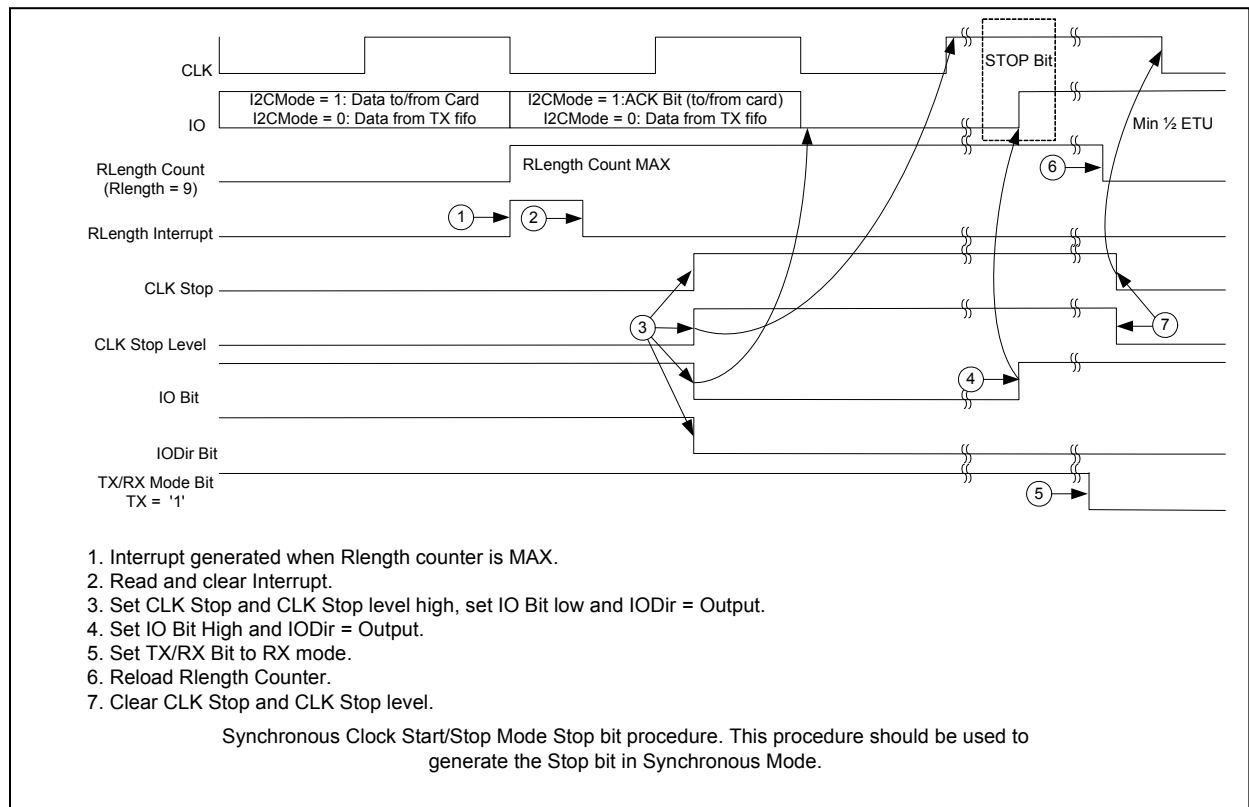 CLK
STOP Bit
I2CMode = 1: Data to/from Card
I2CMode = 0: Data from TX fifo
I2CMode = 1:ACK Bit (to/from card)
I2CMode = 0: Data from TX fifo
IO
Min ½ ETU
RLength Count
(Rlength = 9)
RLength Count MAX
6
1
2
RLength Interrupt
CLK Stop
3
7
CLK Stop Level
4
IO Bit
IODir Bit
TX/RX Mode Bit
TX = '1'
5
1. Interrupt generated when Rlength counter is MAX.
2. Read and clear Interrupt.
3. Set CLK Stop and CLK Stop level high, set IO Bit low and IODir = Output.
4. Set IO Bit High and IODir = Output.
5. Set TX/RX Bit to RX mode.
6. Reload Rlength Counter.
7. Clear CLK Stop and CLK Stop level.
Synchronous Clock Start/Stop Mode Stop bit procedure. This procedure should be used to
generate the Stop bit in Synchronous Mode.